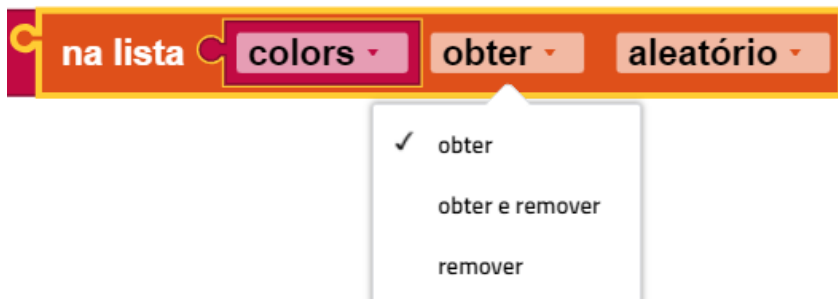 na lista colors obter aleatório
✓ obter
obter e remover
remover